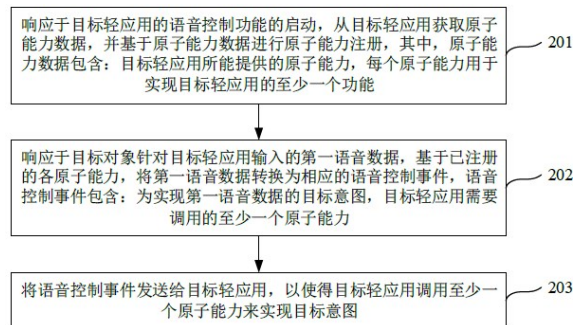 响应于目标轻应用的语音控制功能的启动，从目标轻应用获取原子
能力数据，并基于原子能力数据进行原子能力注册，其中，原子能
力数据包含：目标轻应用所能提供的原子能力，每个原子能力用于
实现目标轻应用的至少一个功能
201
响应于目标对象针对目标轻应用输入的第一语音数据，基于已注册
的各原子能力，将第一语音数据转换为相应的语音控制事件，语音
控制事件包含：为实现第一语音数据的目标意图，目标轻应用需要
调用的至少一个原子能力
202
将语音控制事件发送给目标轻应用，以使得目标轻应用调用至少一
个原子能力来实现目标意图
203